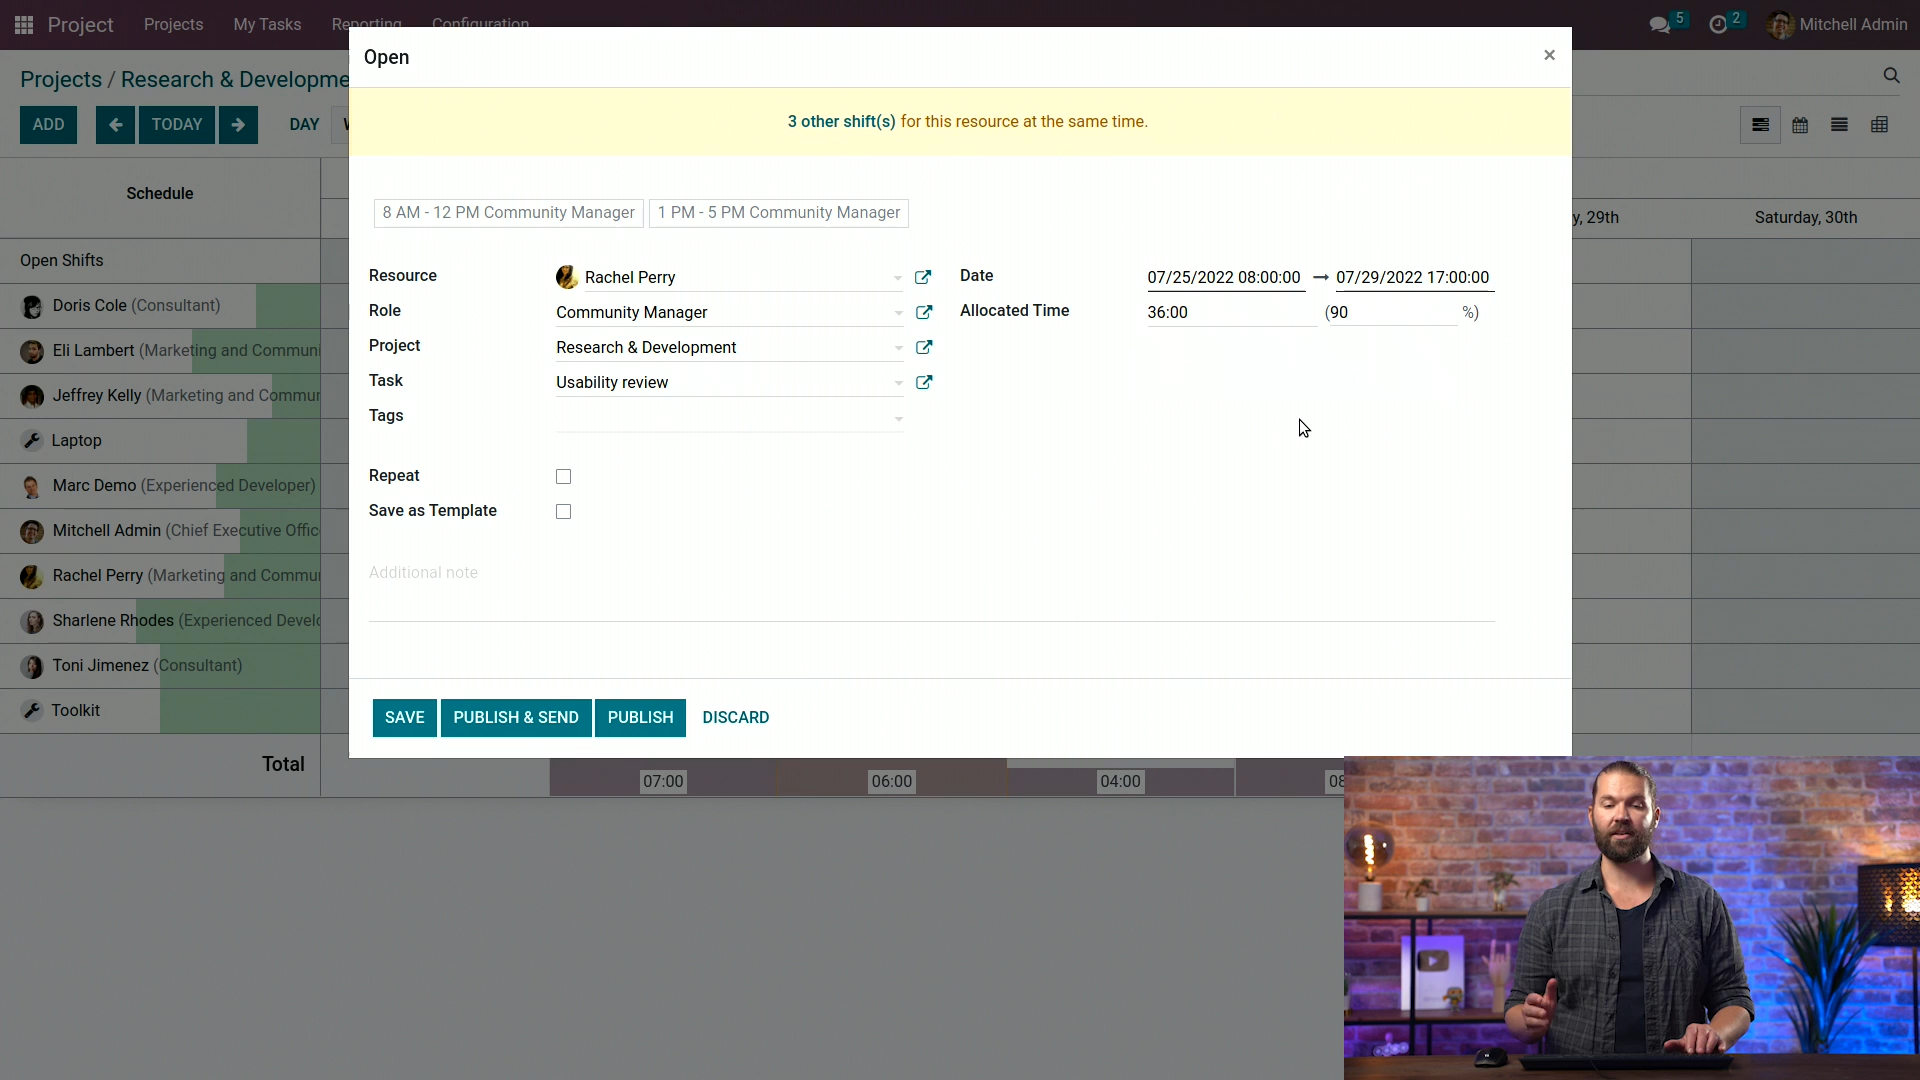 Project Projects My Tasks Reporting Configuration 5 2 Mitchell Admin
Projects / Research & Developme
ADD TODAY DAY
Open ×
3 other shift(s) for this resource at the same time.
8 AM - 12 PM Community Manager 1 PM - 5 PM Community Manager
Schedule
y, 29th Saturday, 30th
Open Shifts
Doris Cole (Consultant)
Eli Lambert (Marketing and Communi
Jeffrey Kelly (Marketing and Commur
Laptop
Marc Demo (Experienced Developer)
Mitchell Admin (Chief Executive Offic
Rachel Perry (Marketing and Commu
Sharlene Rhodes (Experienced Develo
Toni Jimenez (Consultant)
Toolkit
Total
Resource Rachel Perry
Role Community Manager
Project Research & Development
Task Usability review
Tags
Date 07/25/2022 08:00:00 → 07/29/2022 17:00:00
Allocated Time 36:00 (90 %)
Repeat
Save as Template
Additional note
SAVE PUBLISH & SEND PUBLISH DISCARD
07:00 06:00 04:00 08